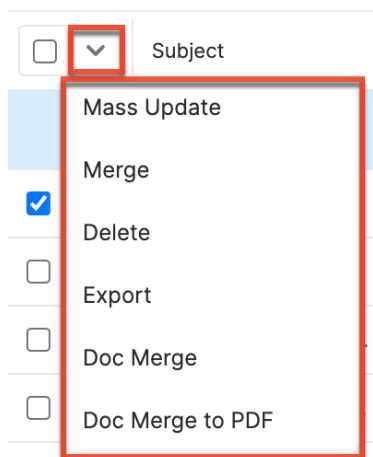 Subject
Mass Update
Merge
Delete
Export
Doc Merge
Doc Merge to PDF